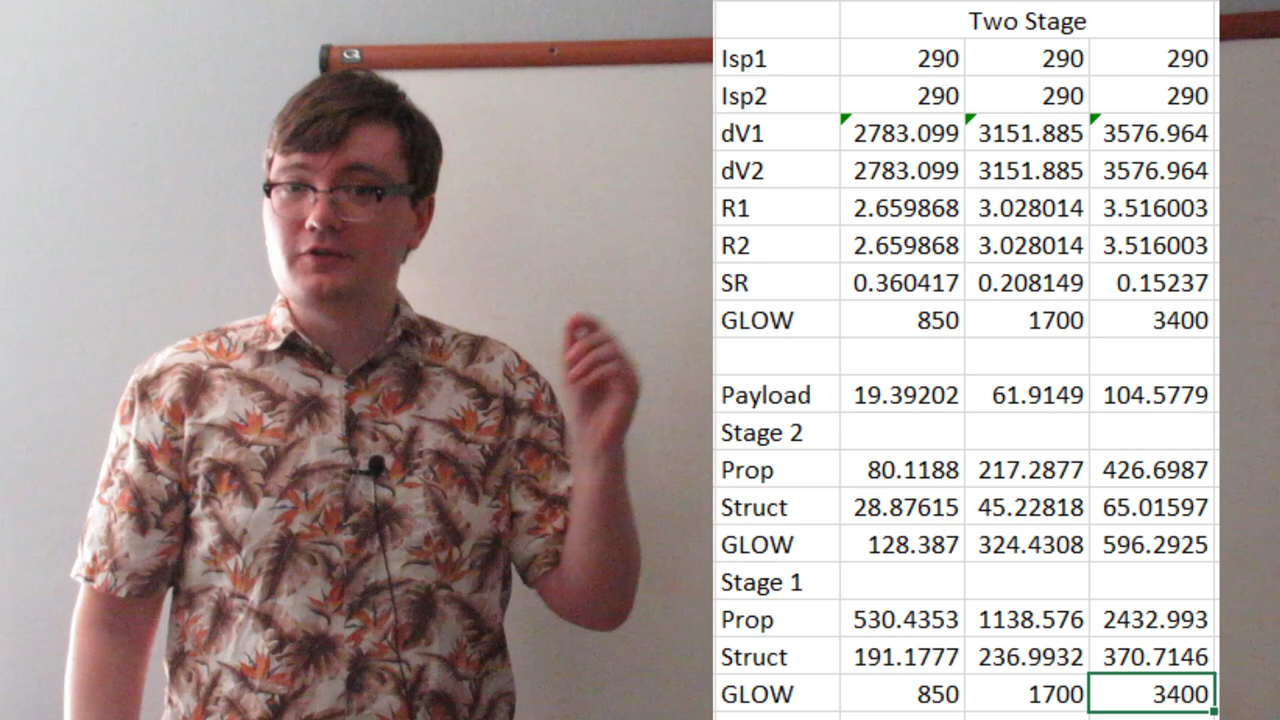 Two Stage
Isp1 290 290 290
Isp2 290 290 290
dV1 2783.099 3151.885 3576.964
dV2 2783.099 3151.885 3576.964
R1 2.659868 3.028014 3.516003
R2 2.659868 3.028014 3.516003
SR 0.360417 0.208149 0.15237
GLOW 850 1700 3400
Payload 19.39202 61.9149 104.5779
Stage 2
Prop 80.1188 217.2877 426.6987
Struct 28.87615 45.22818 65.01597
GLOW 128.387 324.4308 596.2925
Stage 1
Prop 530.4353 1138.576 2432.993
Struct 191.1777 236.9932 370.7146
GLOW 850 1700 3400